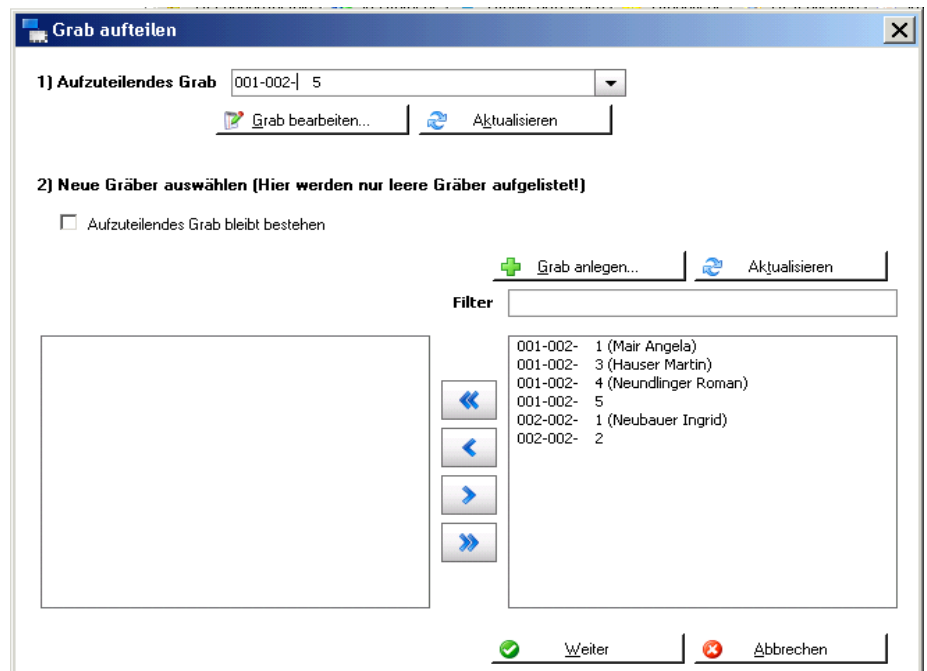 Grab aufteilen
1) Aufzuteilendes Grab 001-002- 5
Grab bearbeiten... Aktualisieren
2) Neue Gräber auswählen (Hier werden nur leere Gräber aufgelistet!)
Aufzuteilendes Grab bleibt bestehen
Grab anlegen... Aktualisieren
Filter
001-002- 1 (Mair Angela)
001-002- 3 (Hauser Martin)
001-002- 4 (Neundlinger Roman)
001-002- 5
002-002- 1 (Neubauer Ingrid)
002-002- 2
Weiter Abbrechen